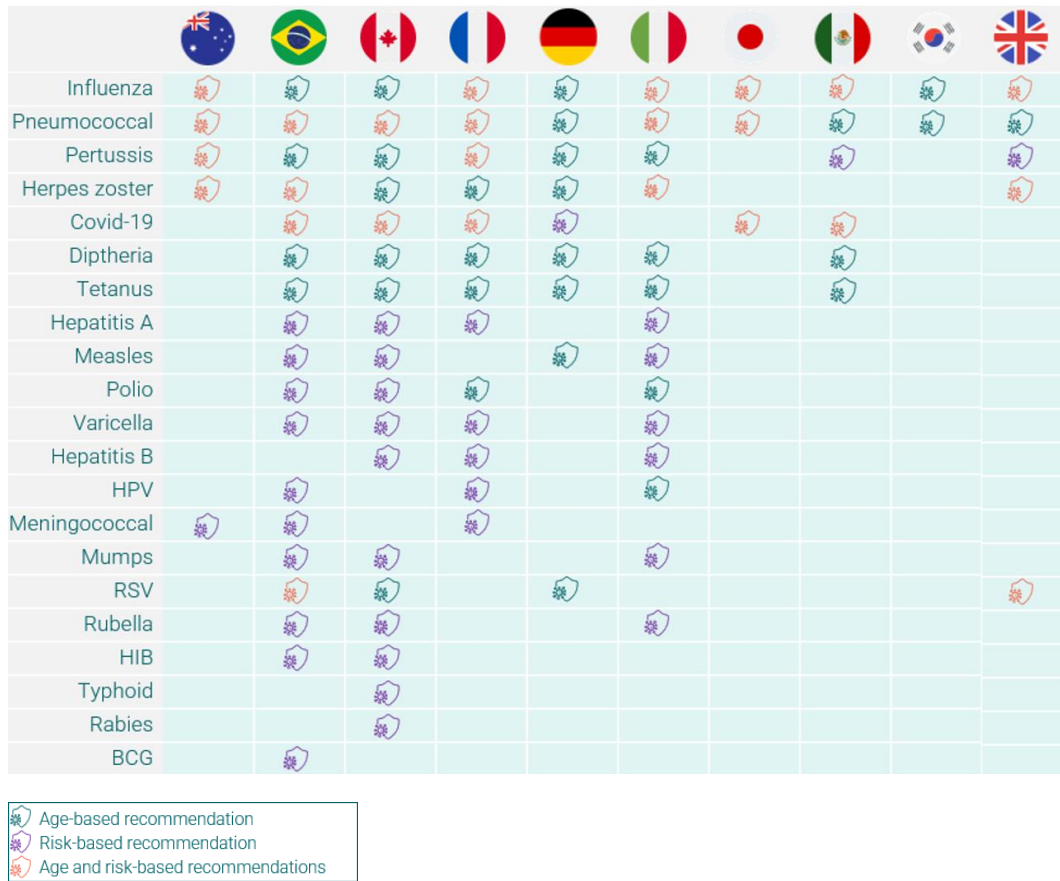 Influenza
Pneumococcal
Pertussis
Herpes zoster
Covid-19
Diptheria
Tetanus
Hepatitis A
Measles
Polio
Varicella
Hepatitis B
HPV
Meningococcal
Mumps
RSV
Rubella
HIB
Typhoid
Rabies
BCG
Age-based recommendation
Risk-based recommendation
Age and risk-based recommendations